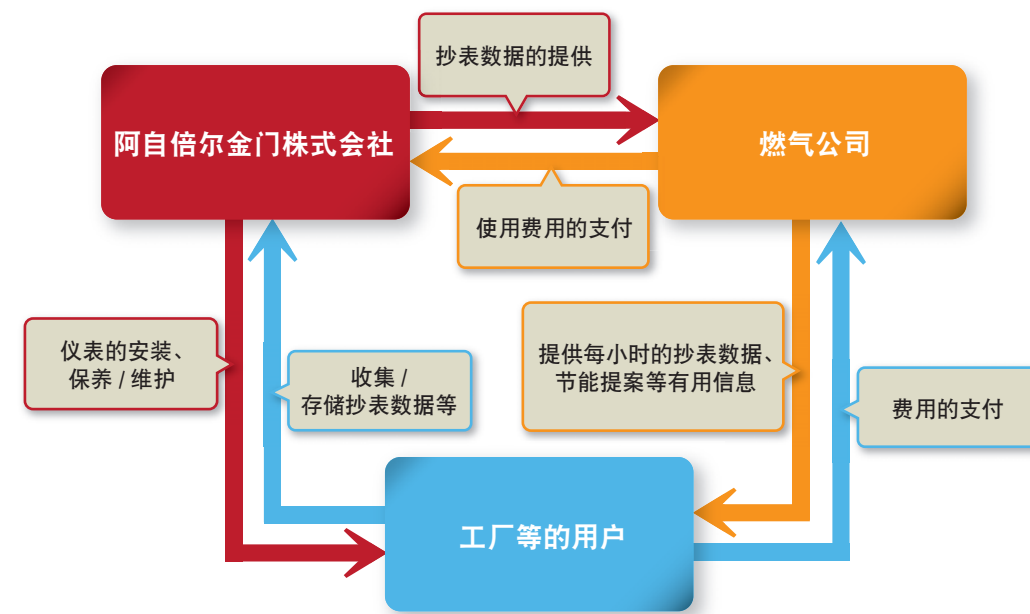 抄表数据的提供
阿自倍尔金门株式会社
燃气公司
使用费用的支付
仪表的安装、
保养 / 维护
收集 /
存储抄表数据等
提供每小时的抄表数据、
节能提案等有用信息
费用的支付
工厂等的用户